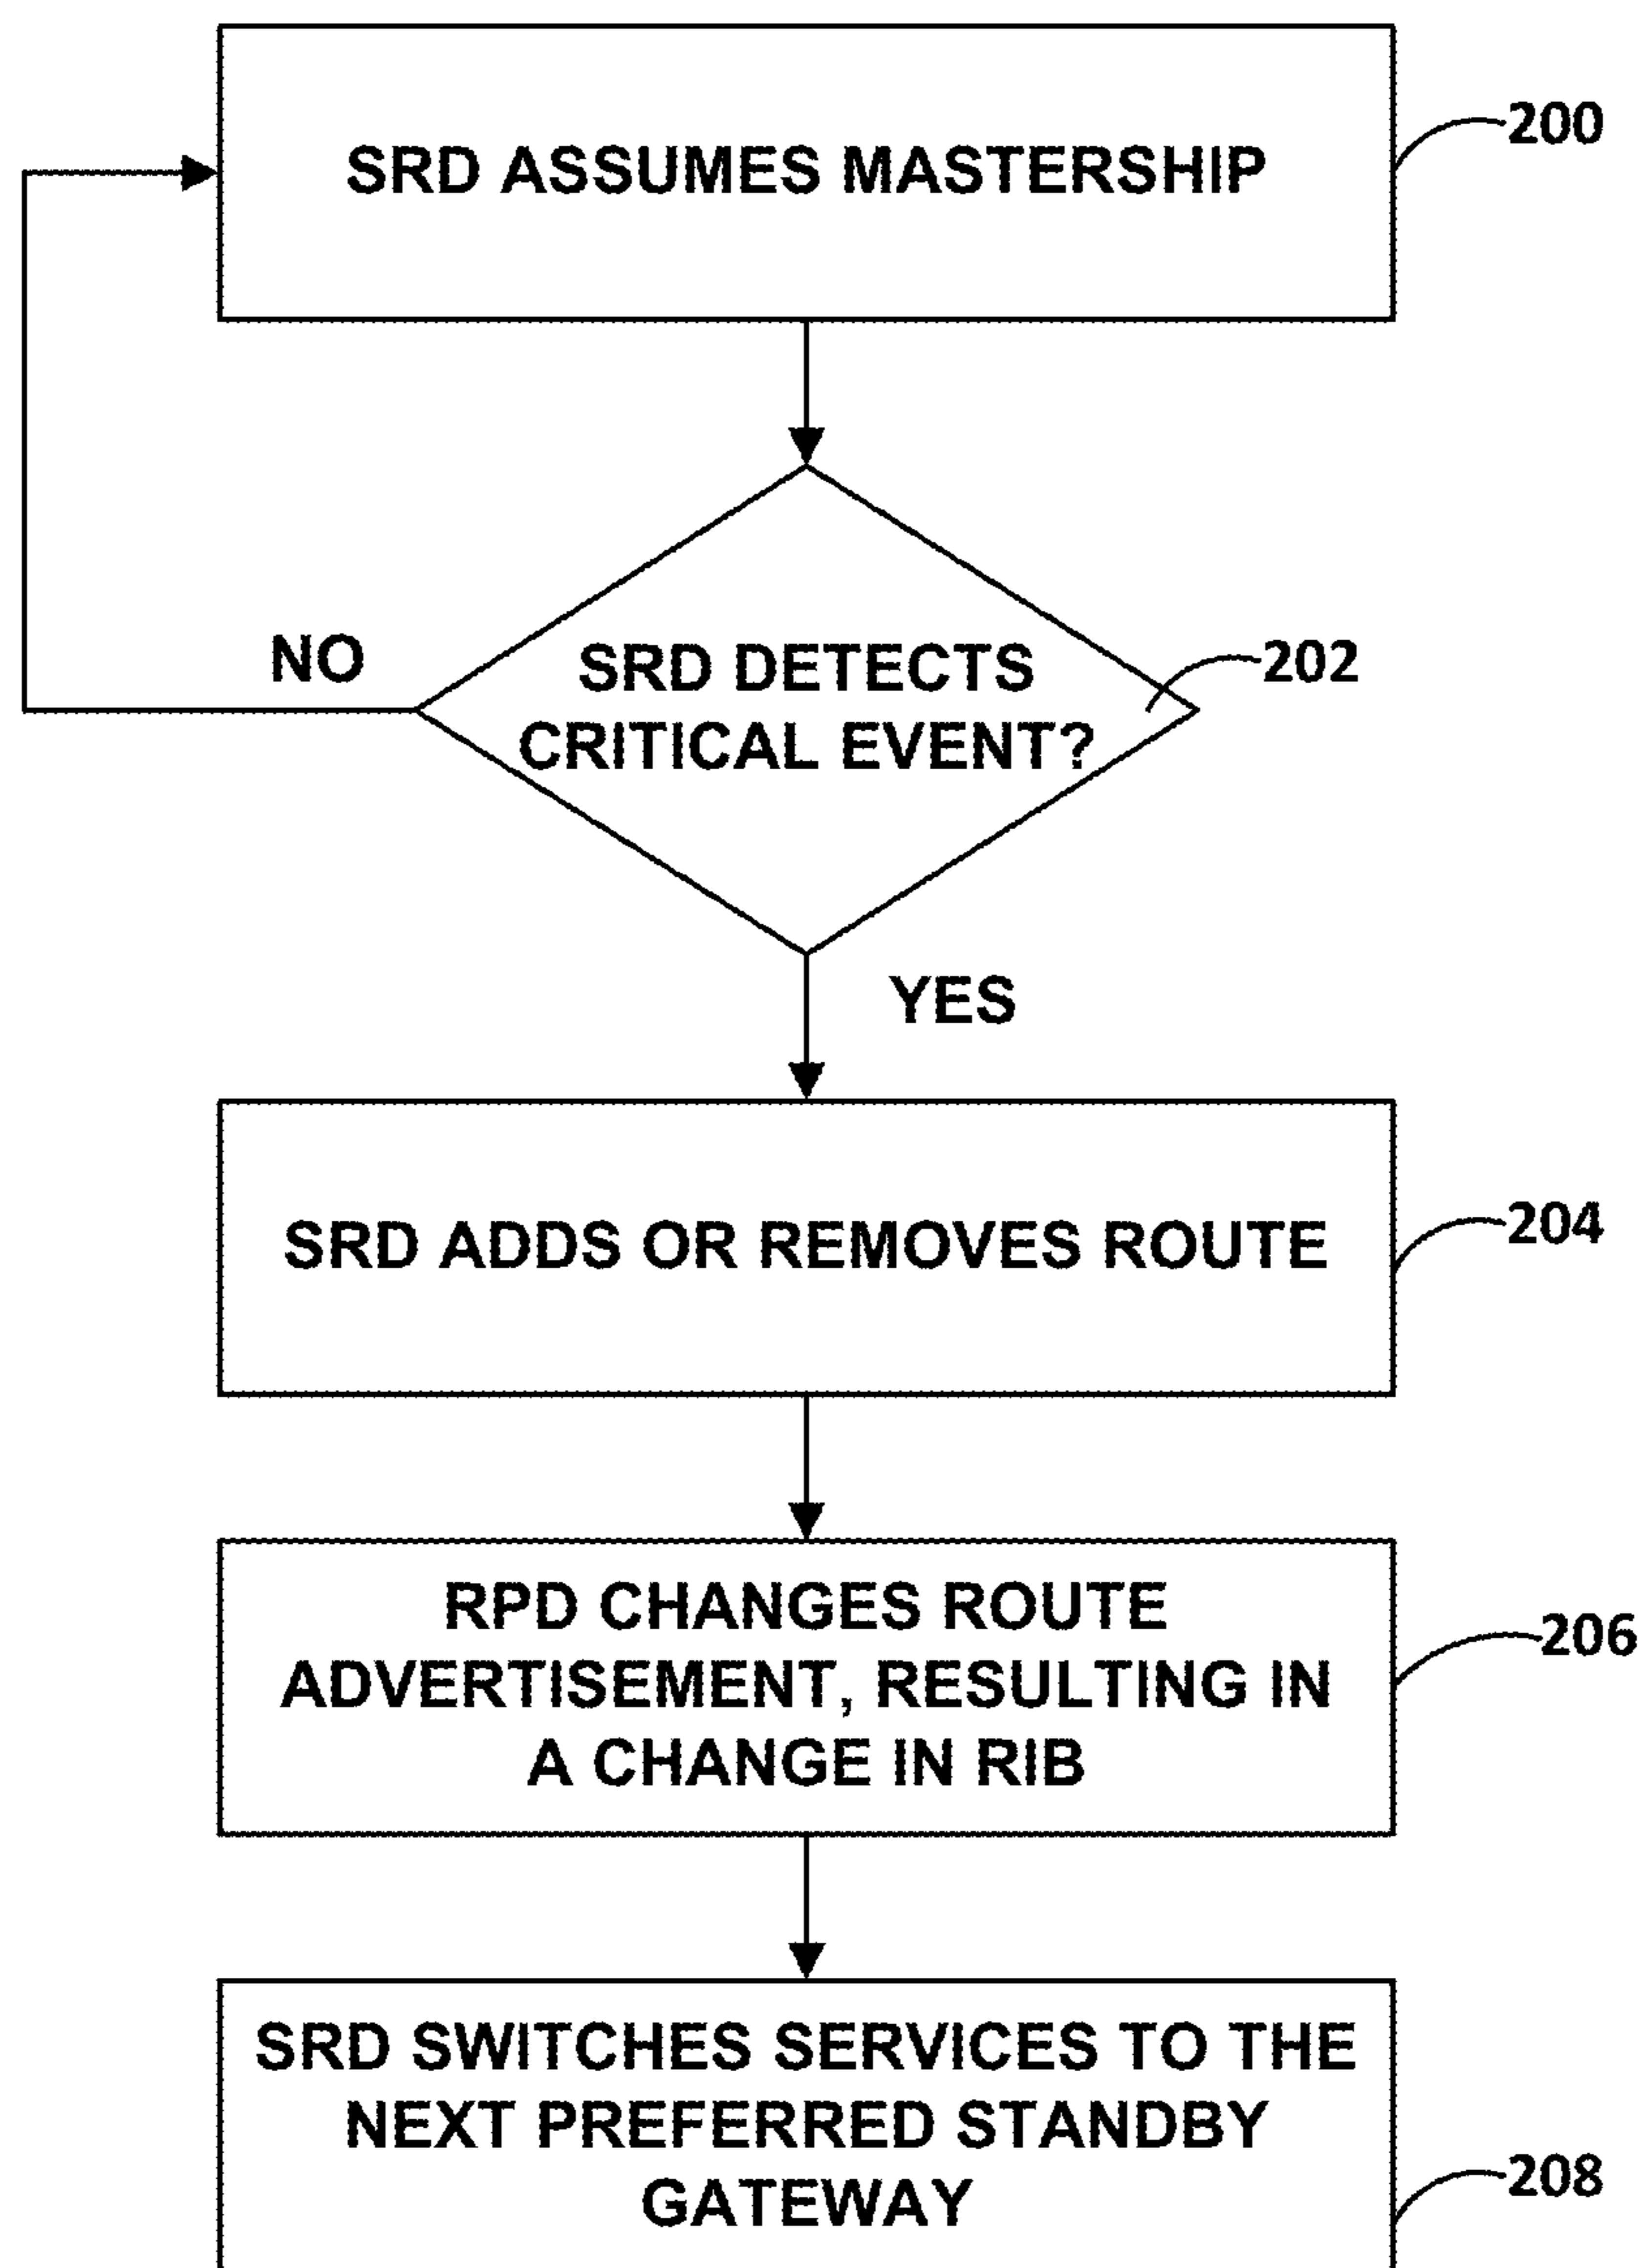 SRD ASSUMES MASTERSHIP
200
NO
SRD DETECTS
CRITICAL EVENT?
202
YES
SRD ADDS OR REMOVES ROUTE
204
RPD CHANGES ROUTE
ADVERTISEMENT, RESULTING IN
A CHANGE IN RIB
206
SRD SWITCHES SERVICES TO THE
NEXT PREFERRED STANDBY
GATEWAY
208